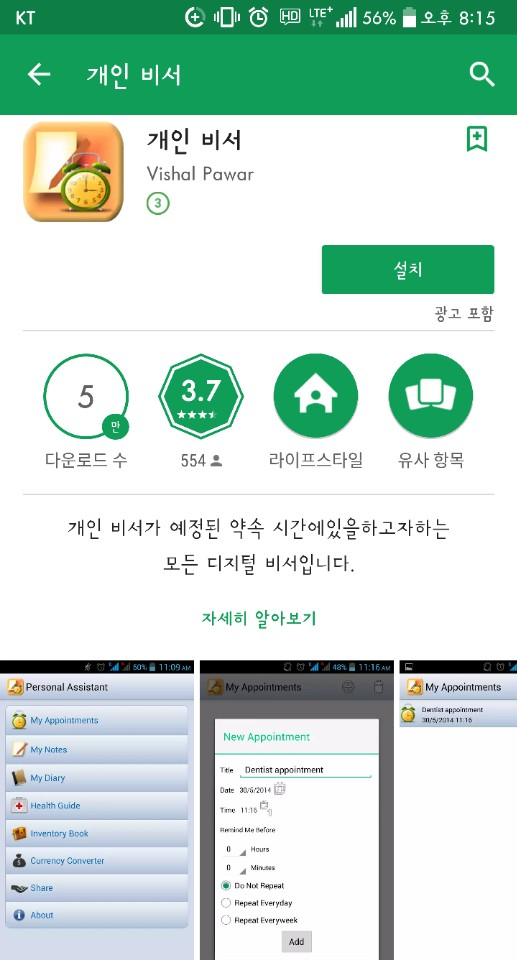 KT HD LTE+ 56% 오후 8:15
개인 비서
개인 비서
Vishal Pawar
3
설치
광고 포함
5 만
3.7
다운로드 수
554
라이프스타일
유사 항목
개인 비서가 예정된 약속 시간에있을하고자하는
모든 디지털 비서입니다.
자세히 알아보기
50% 11:09 AM
Personal Assistant
My Appointments
My Notes
My Diary
Health Guide
Inventory Book
Currency Converter
Share
About
48% 11:16 AM
My Appointments
New Appointment
Title Dentist appointment
Date 30/5/2014
Time 11:16
Remind Me Before
0 Hours
0 Minutes
Do Not Repeat
Repeat Everyday
Repeat Everyweek
Add
My Appointments
Dentist appointment
30/5/2014 11:16